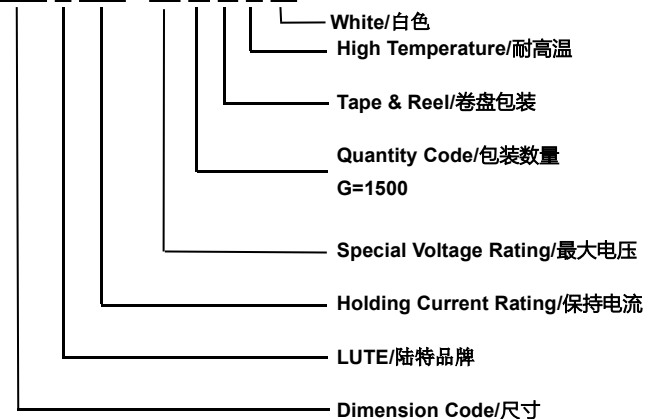 White/白色
High Temperature/耐高温
Tape & Reel/卷盘包装
Quantity Code/包装数量
G=1500
Special Voltage Rating/最大电压
Holding Current Rating/保持电流
LUTE/陆特品牌
Dimension Code/尺寸